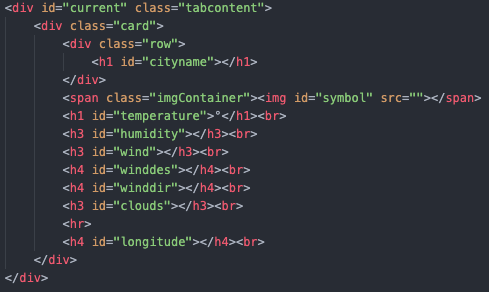 <div id="current" class="tabcontent">
<div class="card">
<div class="row">
<h1 id="cityname"></h1>
</div>
<span class="imgContainer"><img id="symbol" src=""></span>
<h1 id="temperature">°</h1><br>
<h3 id="humidity"></h3><br>
<h3 id="wind"></h3><br>
<h4 id="winddes"></h4><br>
<h4 id="winddir"></h4><br>
<h3 id="clouds"></h3><br>
<hr>
<h4 id="longitude"></h4><br>
</div>
</div>